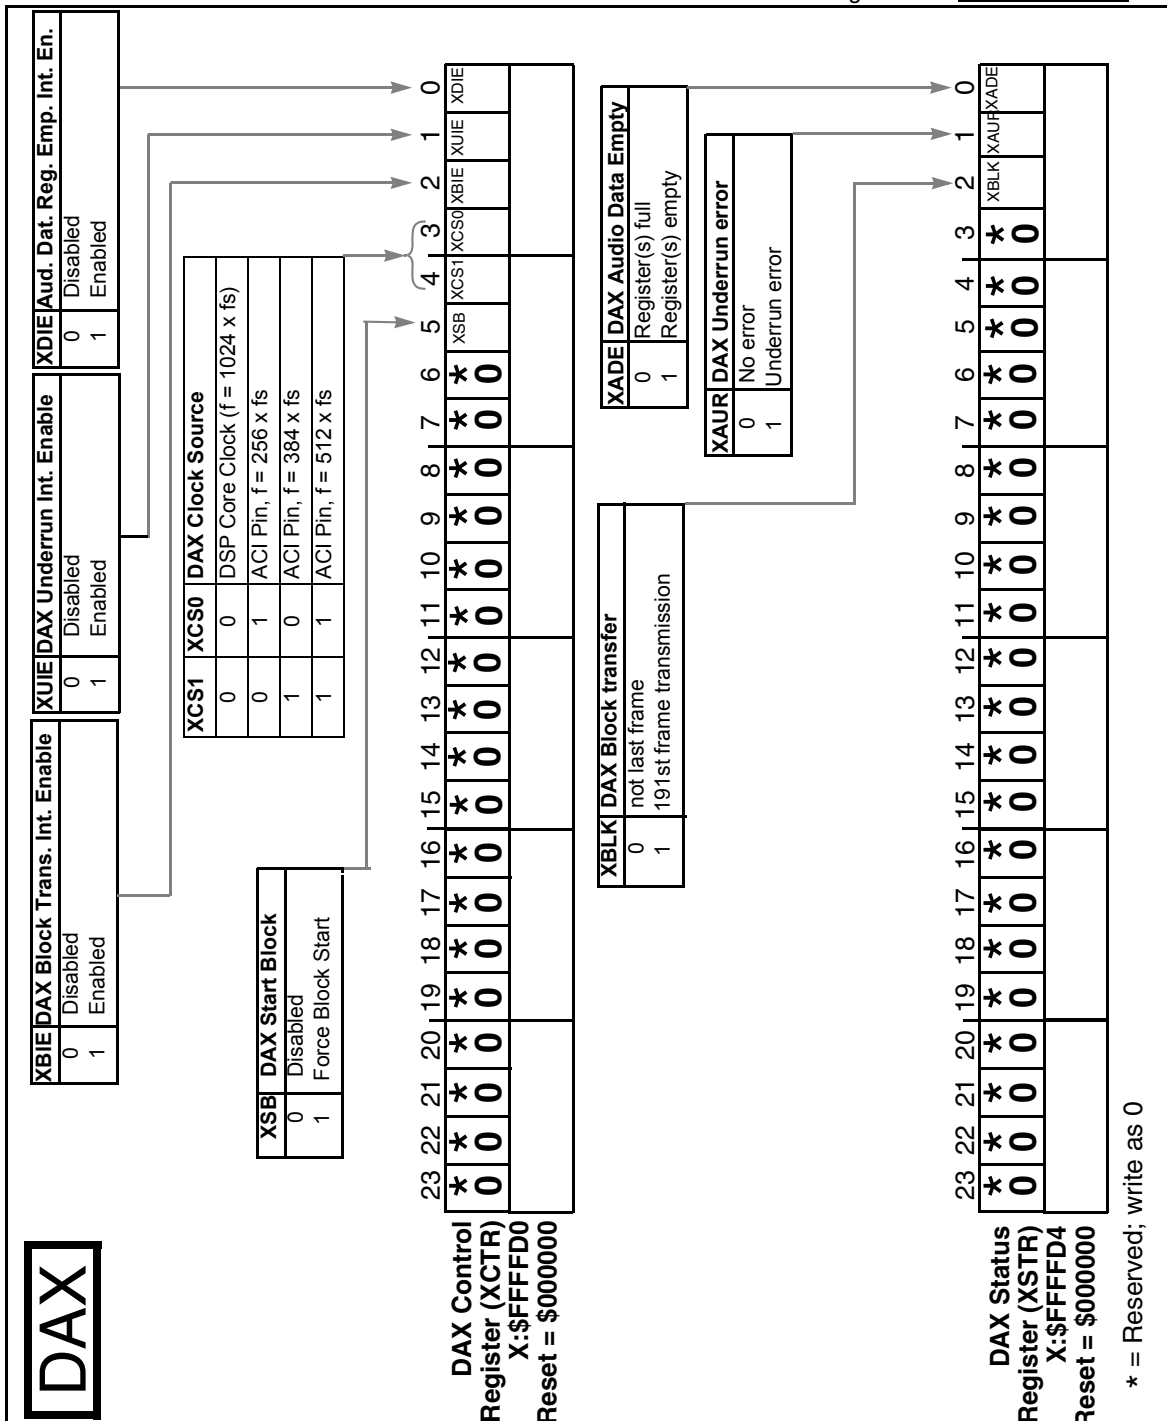 DAX
XBIE DAX Block Trans. Int. Enable
0 Disabled
1 Enabled
XUIE DAX Underrun Int. Enable
0 Disabled
1 Enabled
XDIE Aud. Dat. Reg. Emp. Int. En.
0 Disabled
1 Enabled
XCS1 XCS0 DAX Clock Source
0 0 DSP Core Clock (f = 1024 x fs)
0 1 ACI Pin, f = 256 x fs
1 0 ACI Pin, f = 384 x fs
1 1 ACI Pin, f = 512 x fs
XSB DAX Start Block
0 Disabled
1 Force Block Start
DAX Control
Register (XCTR)
X:$FFFFD0
Reset = $000000
23 22 21 20 19 18 17 16 15 14 13 12 11 10 9 8 7 6 5 4 3 2 1 0
* * * * * * * * * * * * * * * * * * XSB XCS1 XCS0 XBIE XUIE XDIE
0 0 0 0 0 0 0 0 0 0 0 0 0 0 0 0 0 0
XBLK DAX Block transfer
0 not last frame
1 191st frame transmission
XADE DAX Audio Data Empty
0 Register(s) full
1 Register(s) empty
XAUR DAX Underrun error
0 No error
1 Underrun error
DAX Status
Register (XSTR)
X:$FFFFD4
Reset = $000000
23 22 21 20 19 18 17 16 15 14 13 12 11 10 9 8 7 6 5 4 3 2 1 0
* * * * * * * * * * * * * * * * * * * * * XBLK XAUR XADE
0 0 0 0 0 0 0 0 0 0 0 0 0 0 0 0 0 0 0 0 0
* = Reserved; write as 0